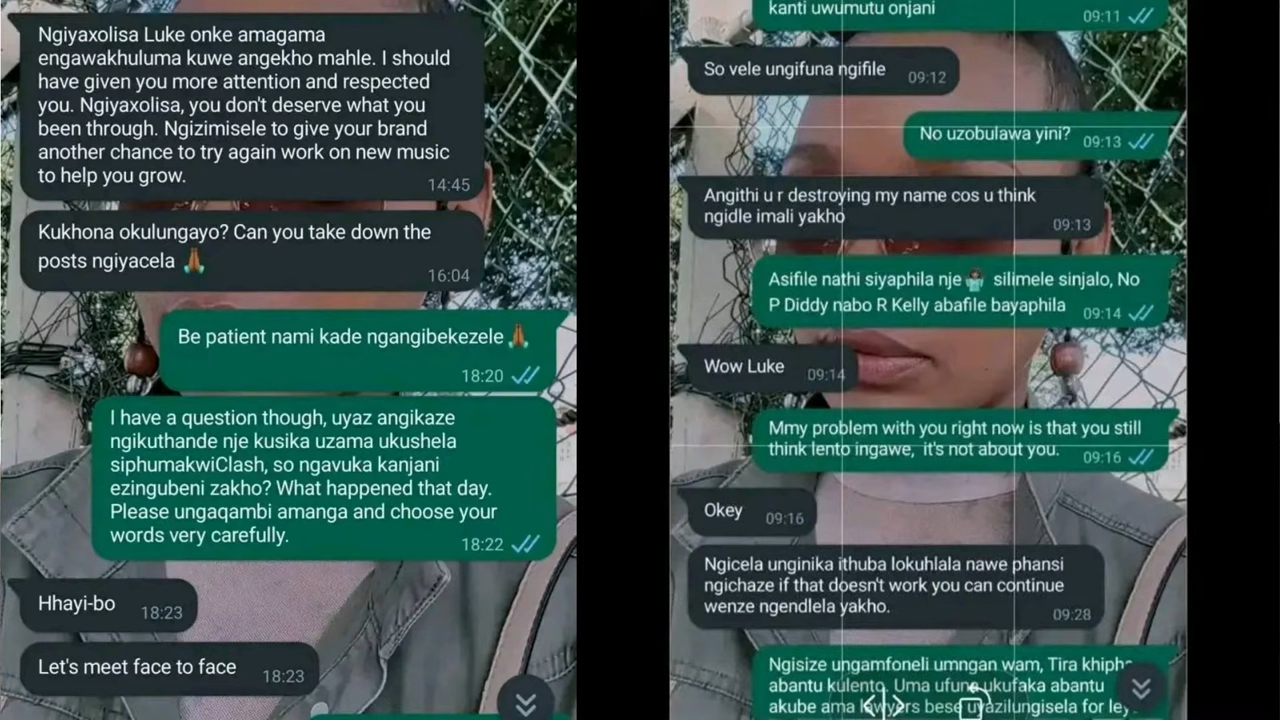 Ngiyaxolisa Luke onke amagama
engawakhuluma kuwe angekho mahle. I should
have given you more attention and respected
you. Ngiyaxolisa, you don't deserve what you
been through. Ngizimisele to give your brand
another chance to try again work on new music
to help you grow.
14:45
Kukhona okulungayo? Can you take down the
posts ngiyacela 🙏🏾
16:04
Be patient nami kade ngangibekezele 🙏🏾
18:20
I have a question though, uyaz angikaze
ngikuthande nje kusika uzama ukushela
siphumakwiClash, so ngavuka kanjani
ezingubeni zakho? What happened that day.
Please ungaqambi amanga and choose your
words very carefully.
18:22
Hhayi-bo 18:23
Let's meet face to face 18:23
kanti uwumutu onjani
09:11
So vele ungifuna ngifile 09:12
No uzobulawa yini? 09:13
Angithi u r destroying my name cos u think
ngidle imali yakho
09:13
Asifile nathi siyaphila nje silimele sinjalo, No
P Diddy nabo R Kelly abafile bayaphila
09:14
Wow Luke 09:14
Mmy problem with you right now is that you still
think lento ingawe, it's not about you.
09:16
Okey 09:16
Ngicela unginika ithuba lokuhlala nawe phansi
ngichaze if that doesn't work you can continue
wenze ngendlela yakho.
09:28
Ngisize ungamfoneli umngan wam, Tira
abantu kulento. Uma ufuna ukufaka abantu
akube ama lawyers bese uyazilungisela for